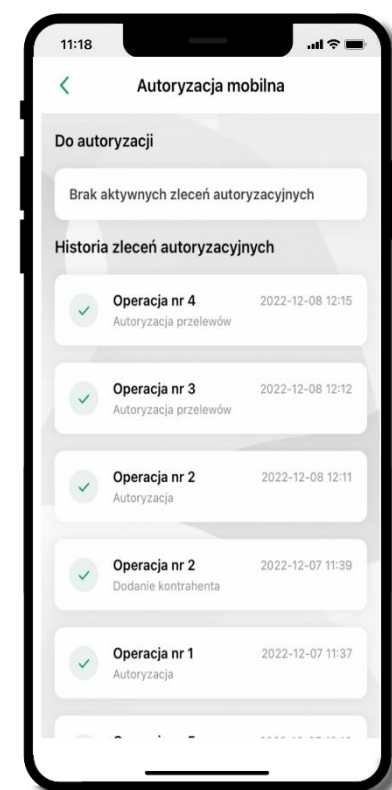 11:18
Autoryzacja mobilna
Do autoryzacji
Brak aktywnych zleceń autoryzacyjnych
Historia zleceń autoryzacyjnych
Operacja nr 4 2022-12-08 12:15
Autoryzacja przelewów
Operacja nr 3 2022-12-08 12:12
Autoryzacja przelewów
Operacja nr 2 2022-12-08 12:11
Autoryzacja
Operacja nr 2 2022-12-07 11:39
Dodanie kontrahenta
Operacja nr 1 2022-12-07 11:37
Autoryzacja